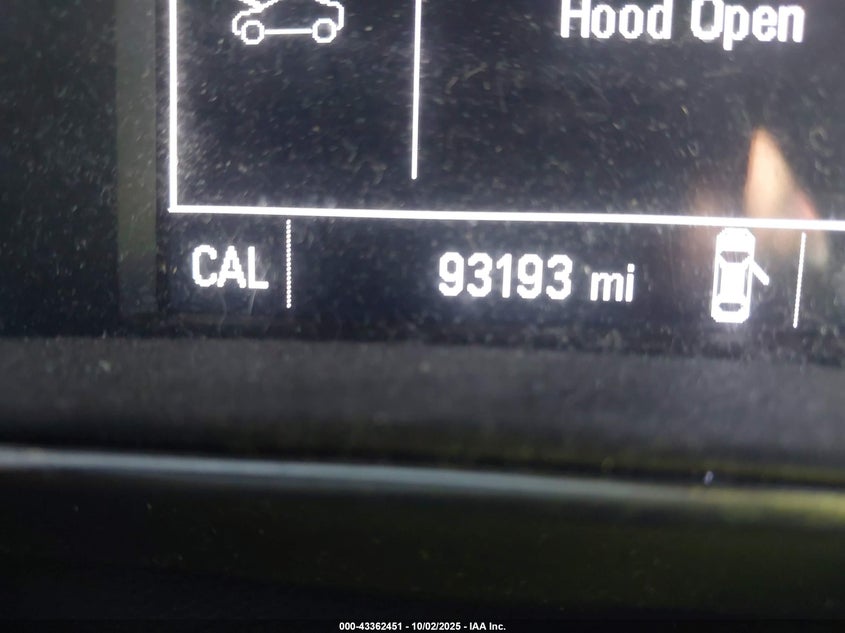 Hood Open
CAL
93193 mi
000-43362451 - 10/02/2025 - IAA Inc.